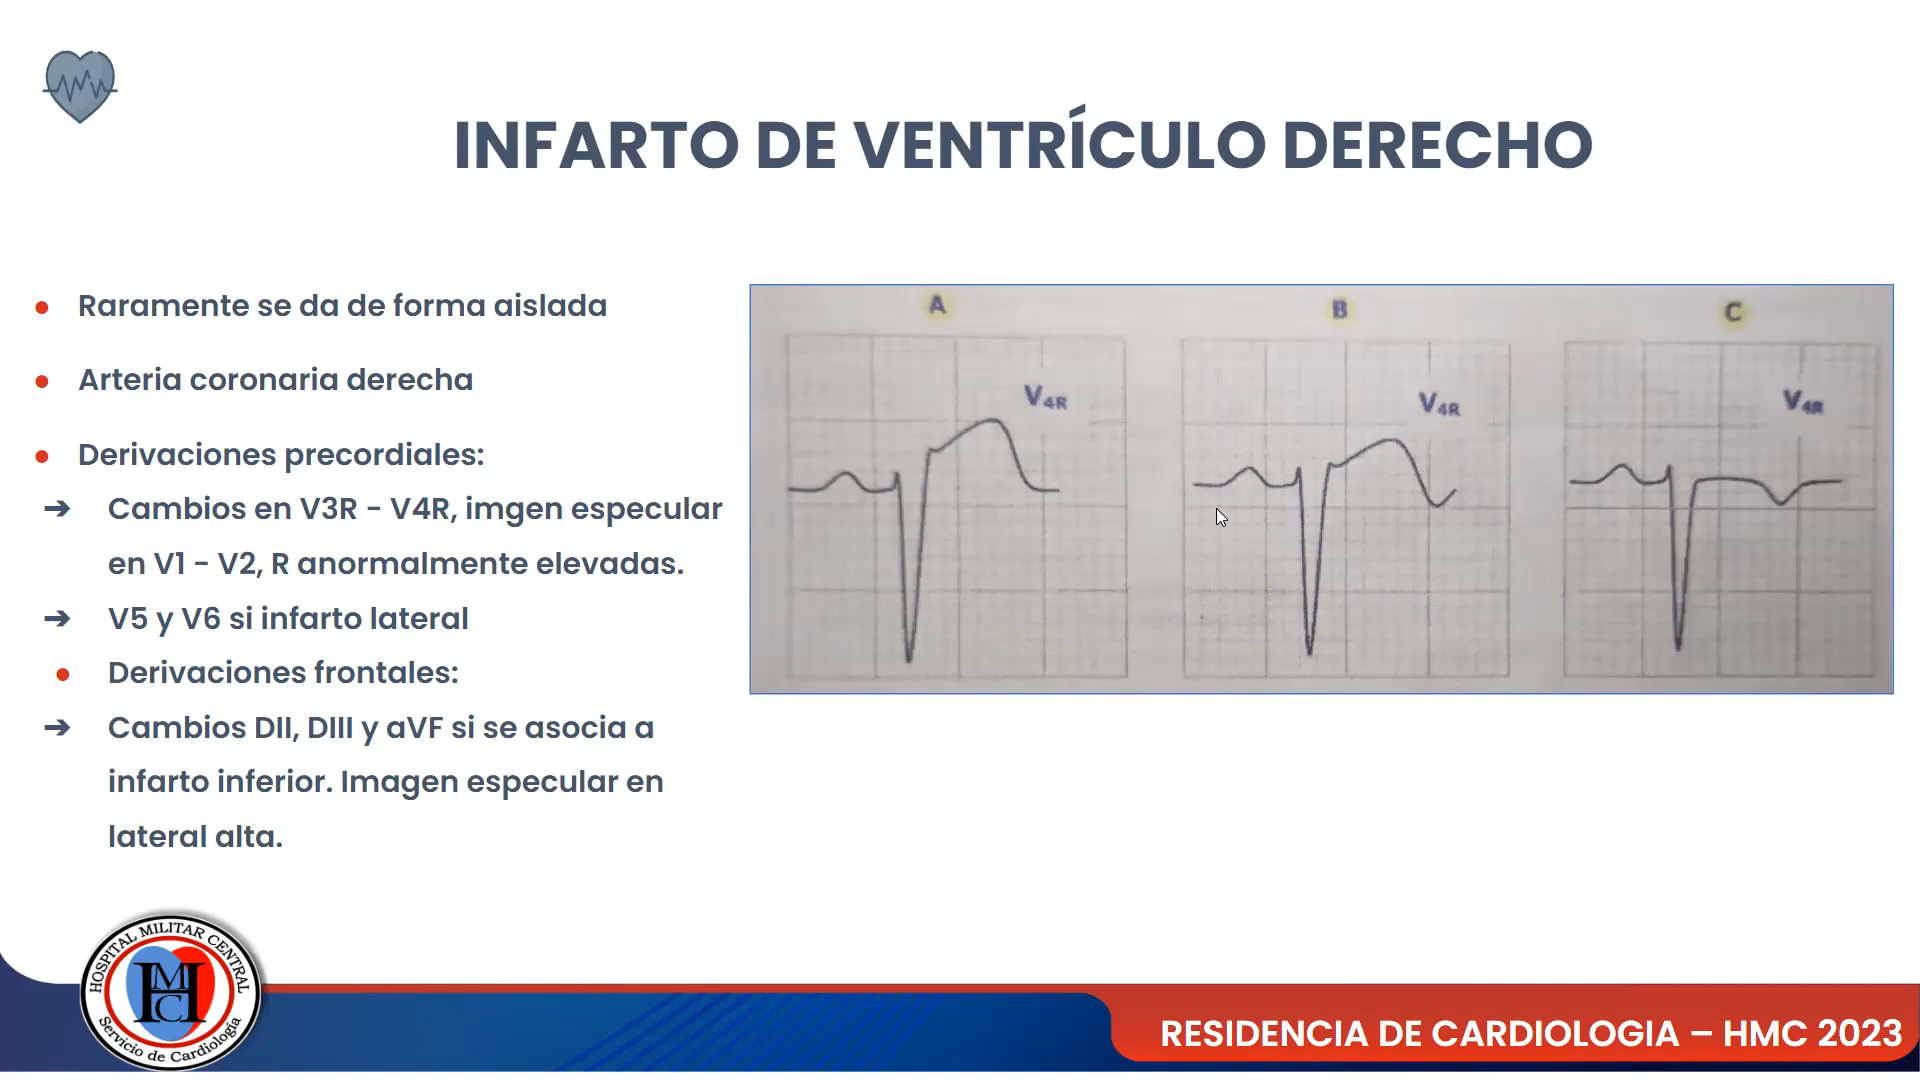 INFARTO DE VENTRÍCULO DERECHO
● Raramente se da de forma aislada
● Arteria coronaria derecha
● Derivaciones precordiales:
➔ Cambios en V3R - V4R, imgen especular
en V1 - V2, R anormalmente elevadas.
➔ V5 y V6 si infarto lateral
● Derivaciones frontales:
➔ Cambios DII, DIII y aVF si se asocia a
infarto inferior. Imagen especular en
lateral alta.
A
V4R
B
V4R
C
V4R
HOSPITAL MILITAR CENTRAL
HMC
Servicio de Cardiología
RESIDENCIA DE CARDIOLOGIA – HMC 2023